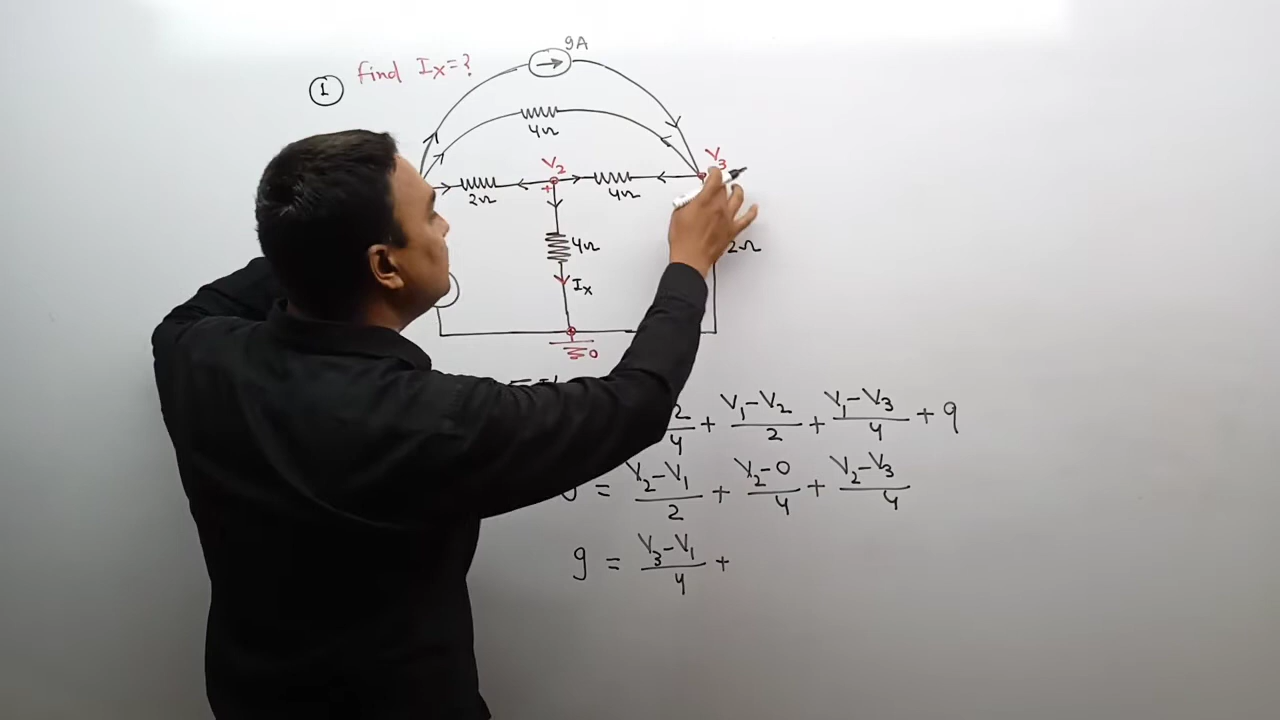 ① find Ix=?
9A
4Ω
V2
V3
2Ω
4Ω
+
4Ω
2Ω
Ix
0
2/4 + (V1-V2)/2 + (V1-V3)/4 + 9
= (V2-V1)/2 + (V2-0)/4 + (V2-V3)/4
9 = (V3-V1)/4 +